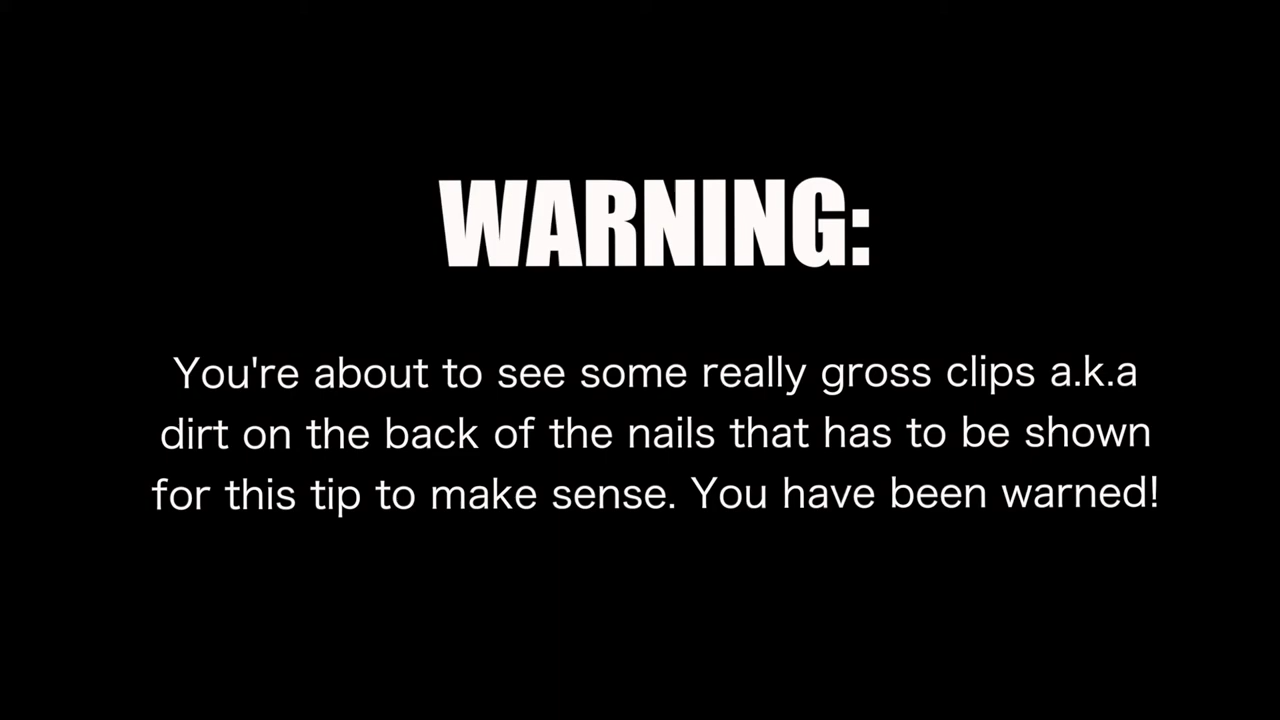 WARNING:
You're about to see some really gross clips a.k.a
dirt on the back of the nails that has to be shown
for this tip to make sense. You have been warned!